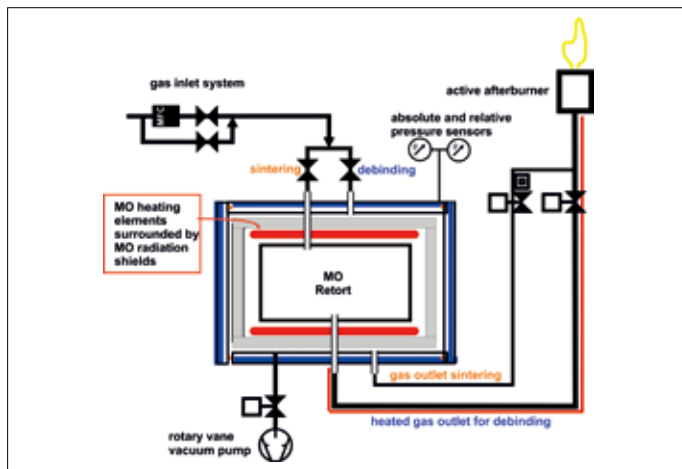 gas inlet system
MFC
active afterburner
absolute and relative
pressure sensors
sintering
debinding
MO heating
elements
surrounded by
MO radiation
shields
MO
Retort
gas outlet sintering
heated gas outlet for debinding
rotary vane
vacuum pump